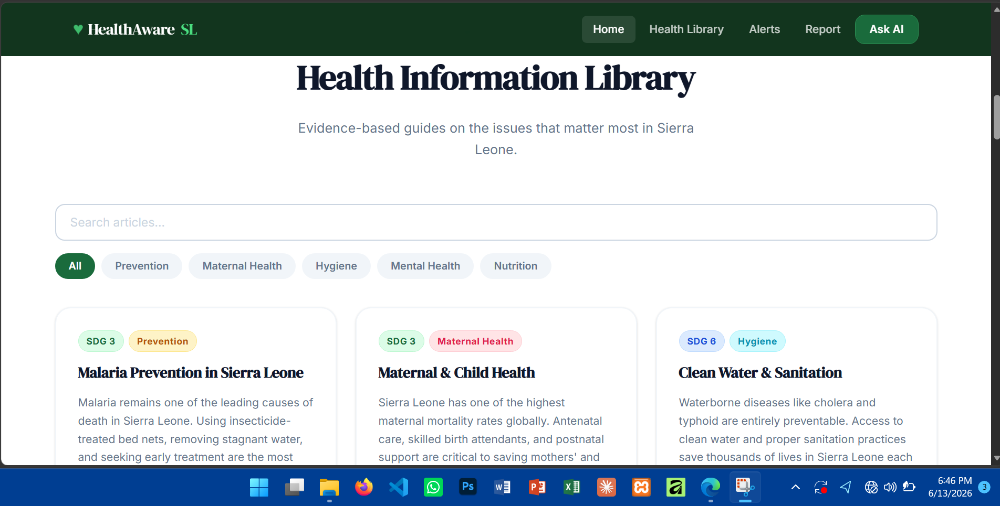 ♥ HealthAware SL
Home Health Library Alerts Report Ask AI
Health Information Library
Evidence-based guides on the issues that matter most in Sierra
Leone.
Search articles...
All Prevention Maternal Health Hygiene Mental Health Nutrition
SDG 3 Prevention
Malaria Prevention in Sierra Leone
Malaria remains one of the leading causes of
death in Sierra Leone. Using insecticide-
treated bed nets, removing stagnant water,
and seeking early treatment are the most
SDG 3 Maternal Health
Maternal & Child Health
Sierra Leone has one of the highest
maternal mortality rates globally. Antenatal
care, skilled birth attendants, and postnatal
support are critical to saving mothers' and
SDG 6 Hygiene
Clean Water & Sanitation
Waterborne diseases like cholera and
typhoid are entirely preventable. Access to
clean water and proper sanitation practices
save thousands of lives in Sierra Leone each
Ps
W
P
X
6:46 PM
6/13/2026
3